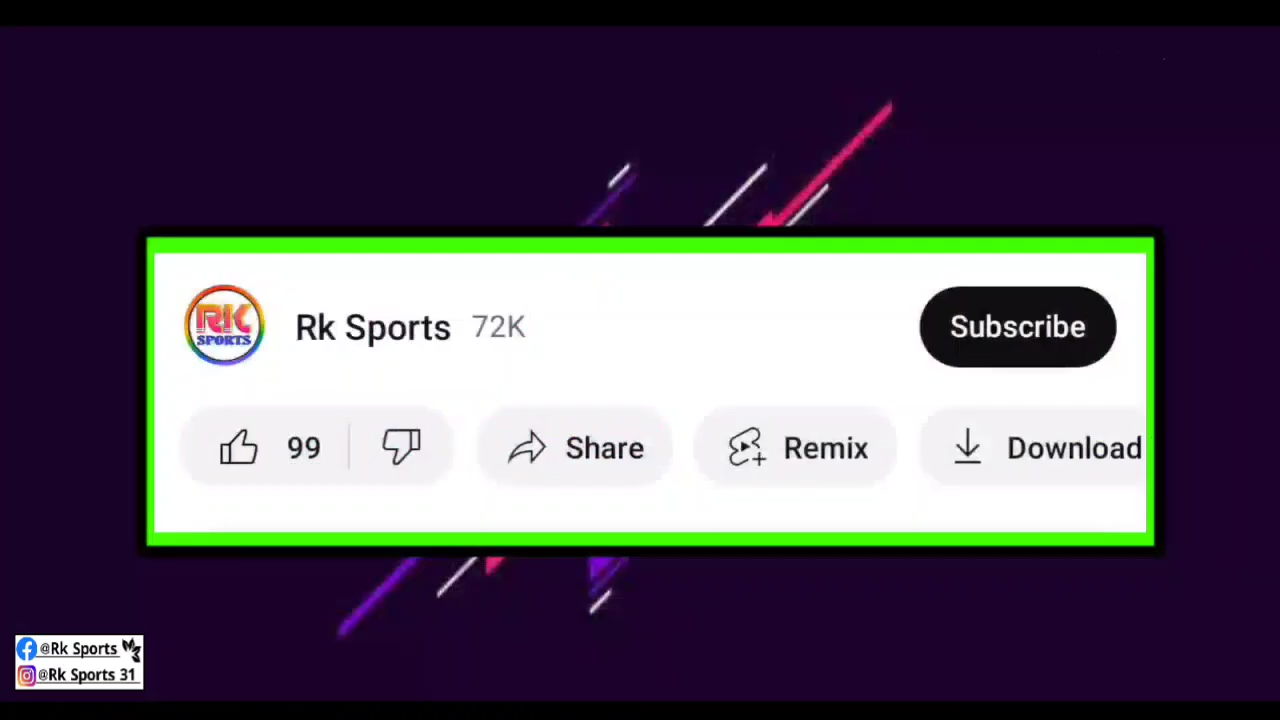 RK
SPORTS
Rk Sports 72K
Subscribe
99
Share
Remix
Download
@Rk Sports
@Rk Sports 31